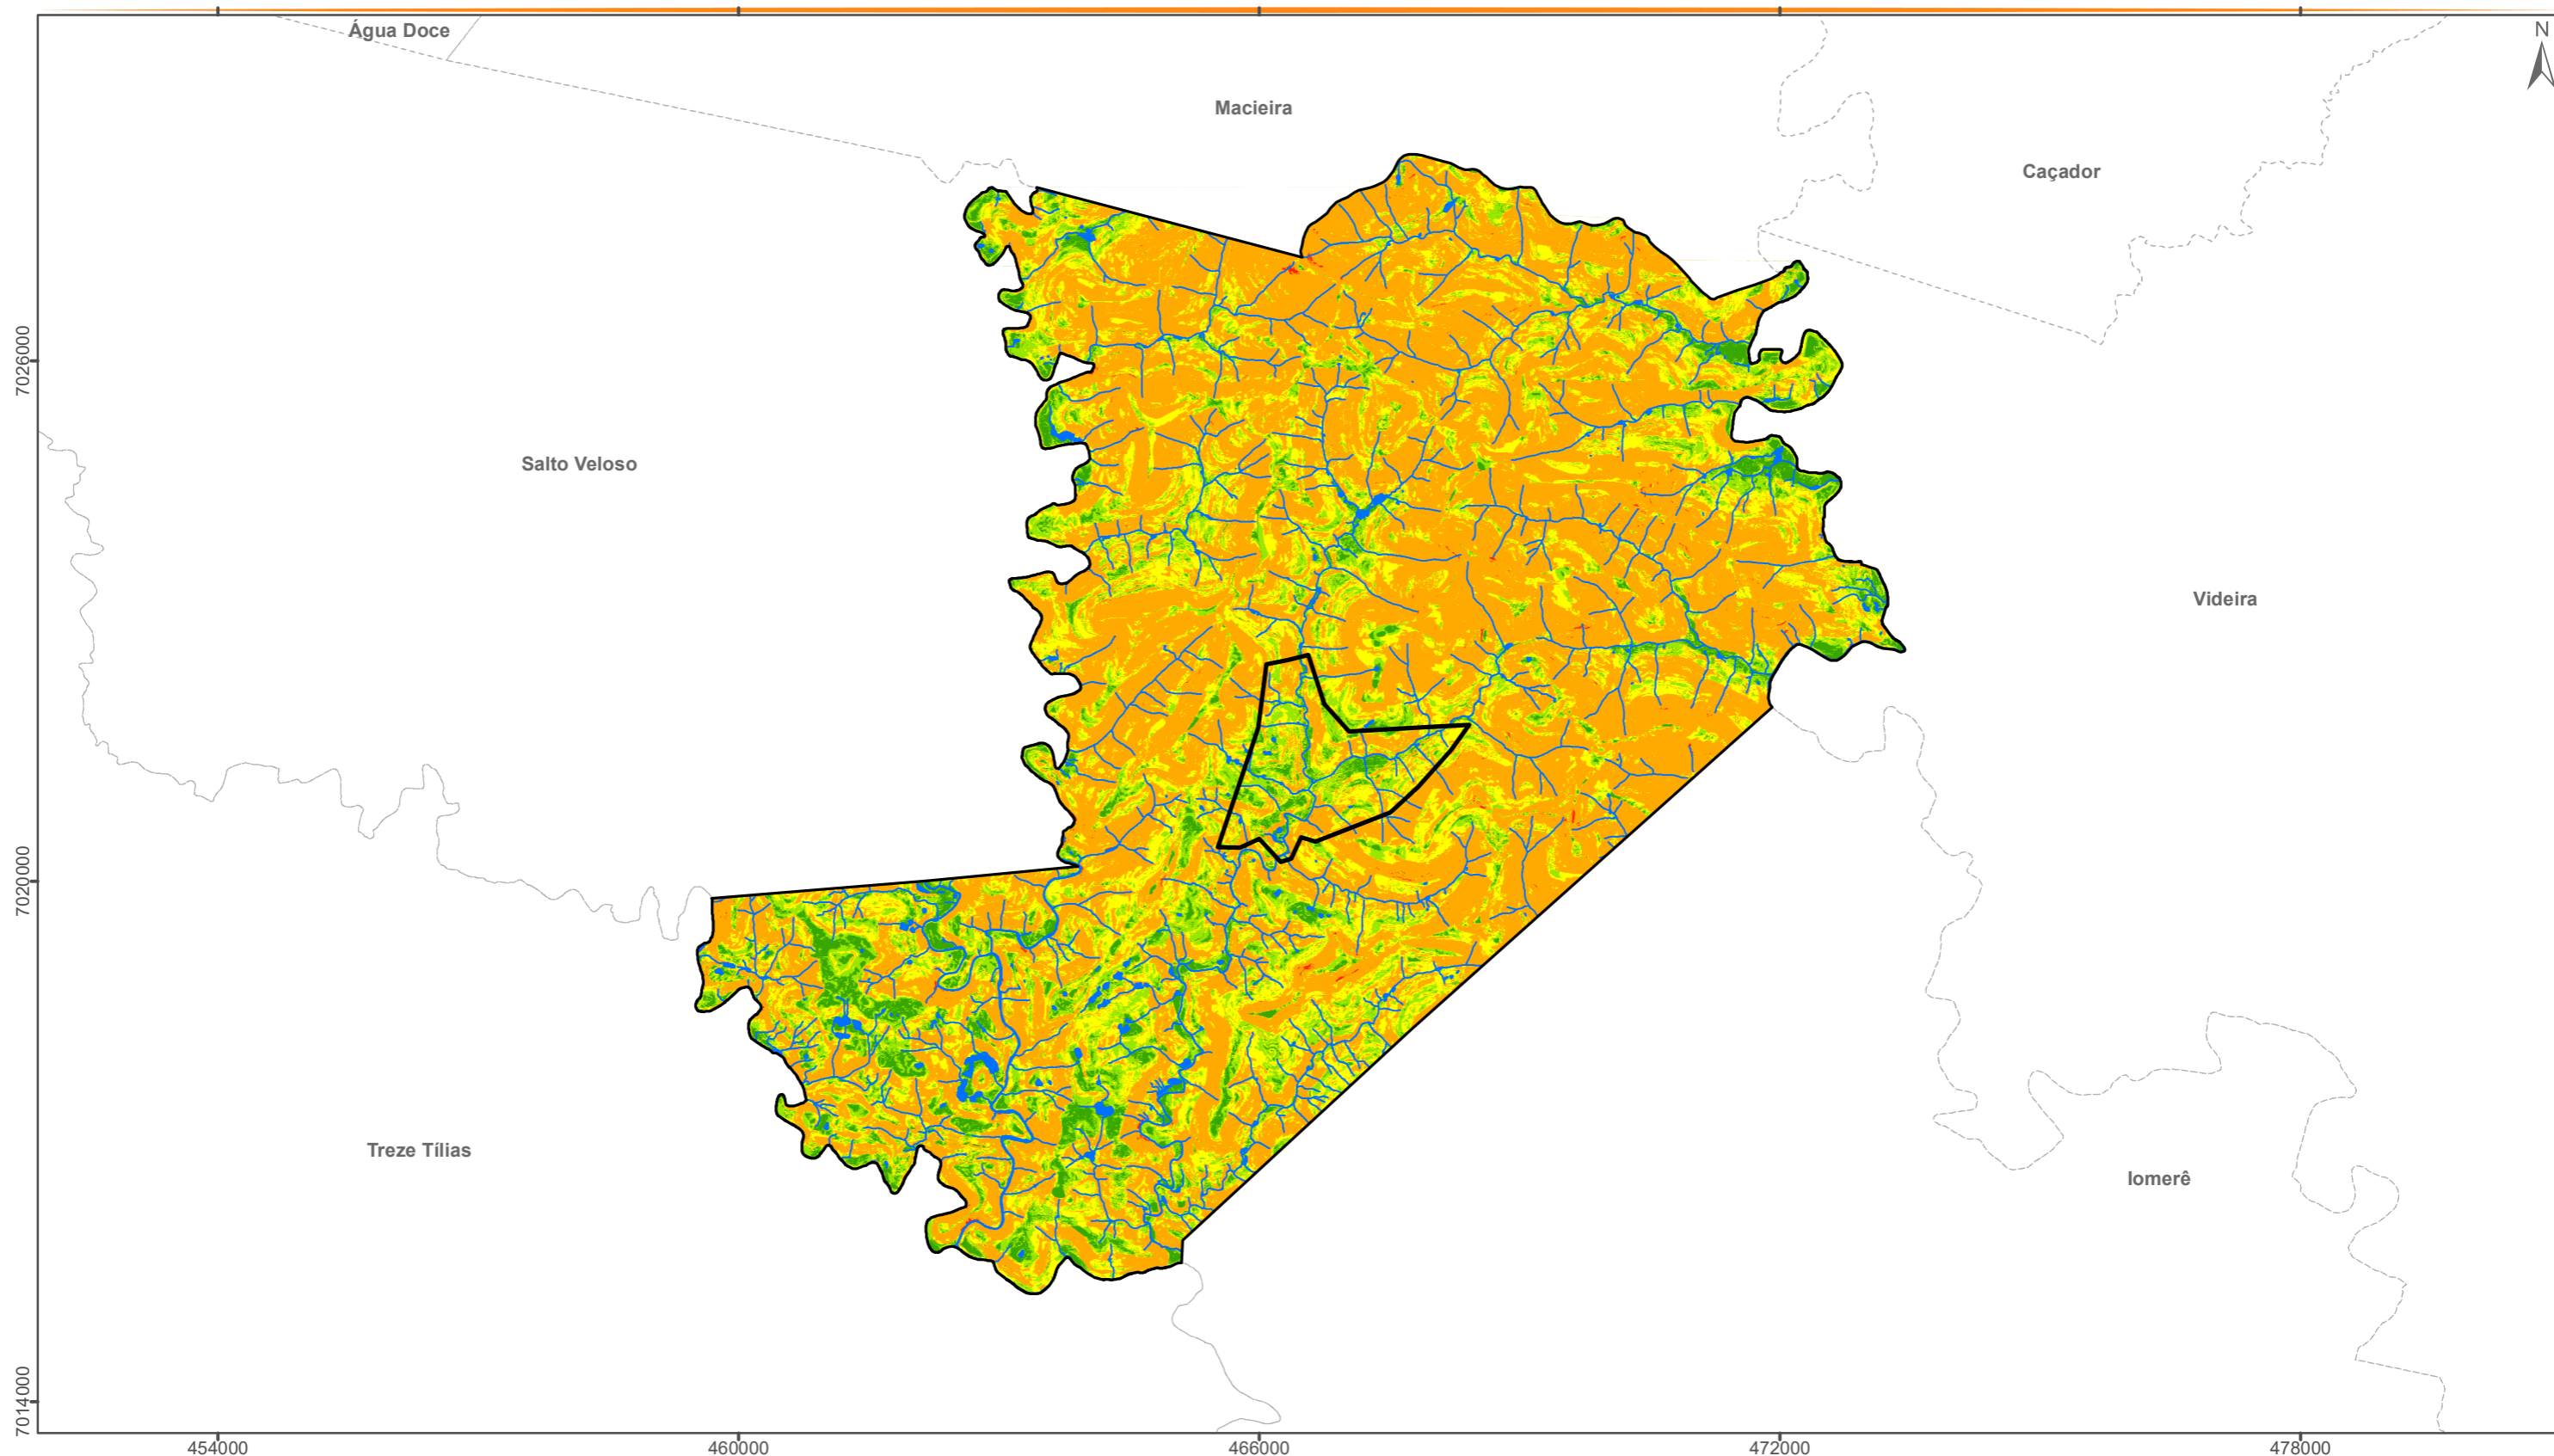 Água Doce
N
Macieira
Caçador
7026000
Salto Veloso
Videira
7020000
Treze Tílias
Iomerê
7014000
454000
460000
466000
472000
478000